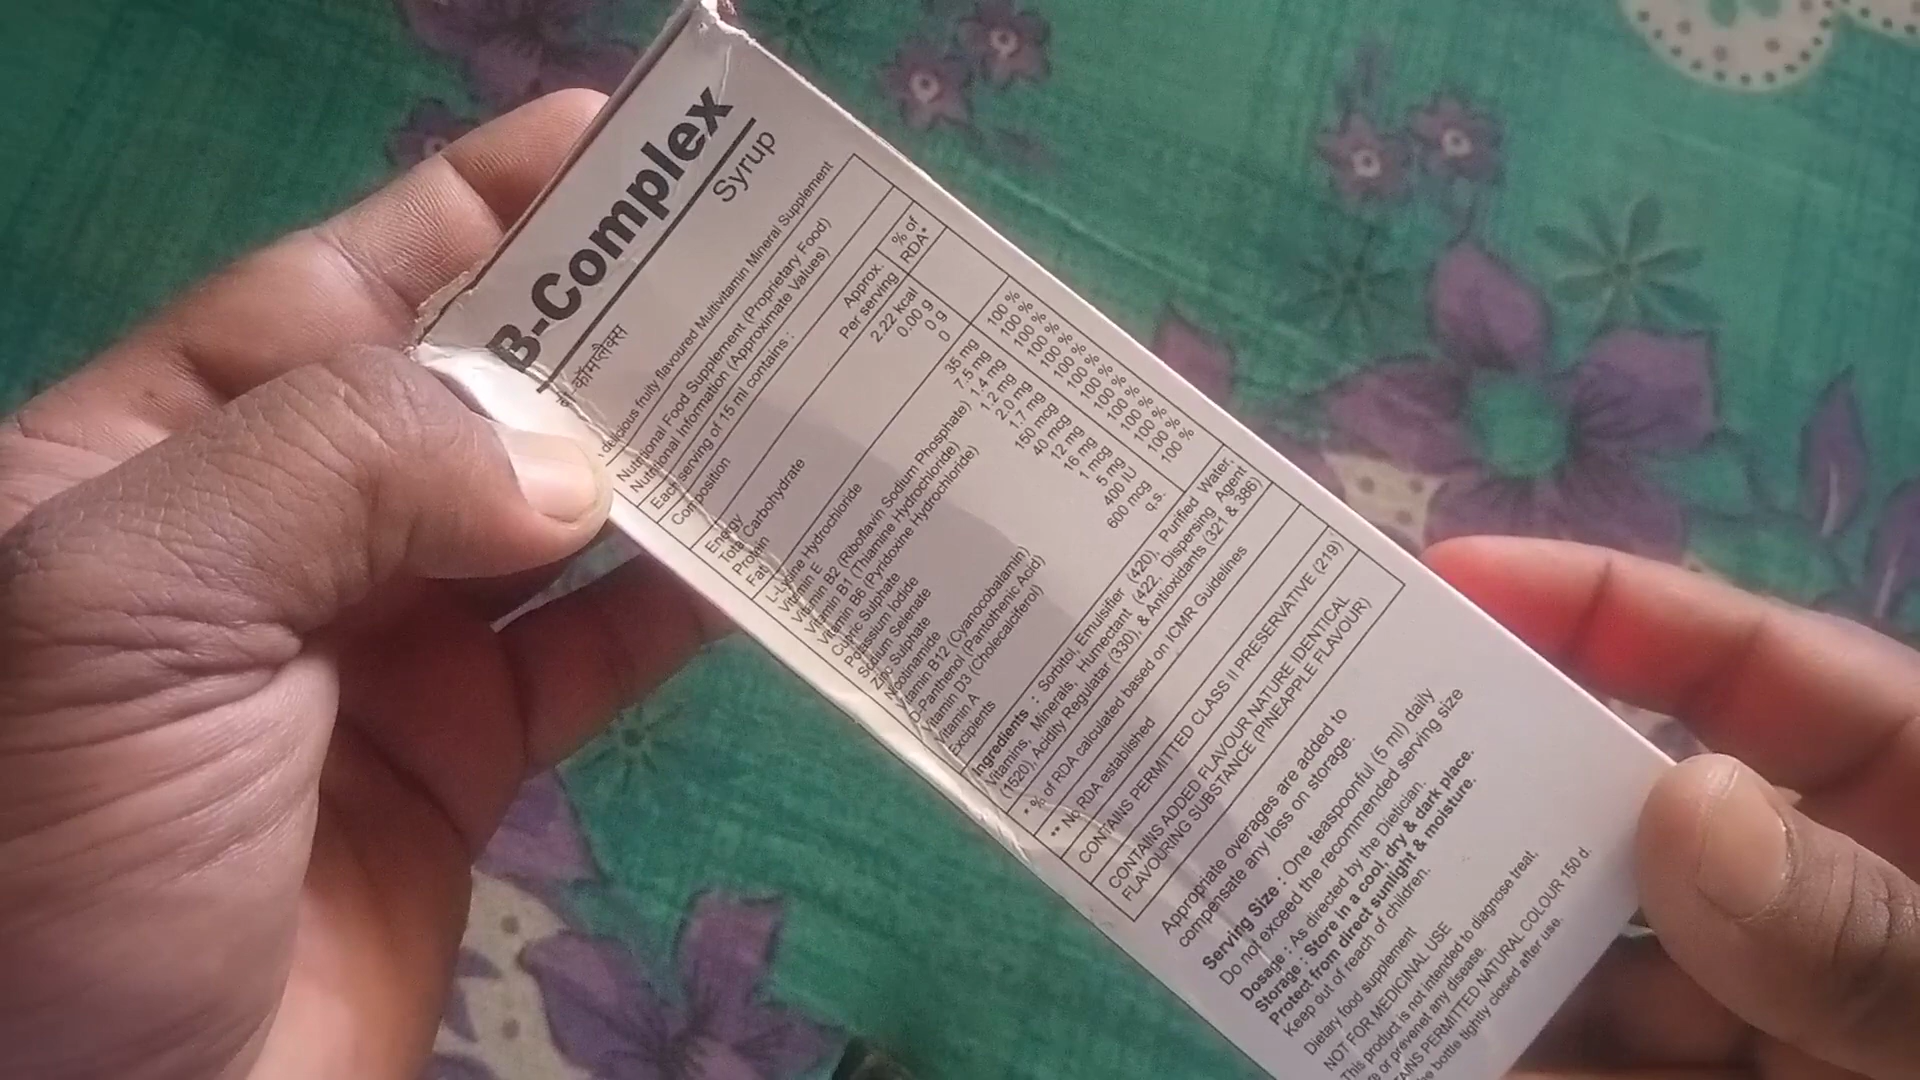 B-Complex
Syrup
कॉम्प्लैक्स
delicious fruity flavoured Multivitamin Mineral Supplement
Nutritional Food Supplement (Proprietary Food)
Nutritional Information (Approximate Values)
Each serving of 15 ml contains :
Composition Approx. Per serving % of RDA*
Energy 2.22 kcal
Total Carbohydrate 0.00 g
Protein 0 g
Fat 0
L-Lysine Hydrochloride 35 mg
Vitamin E 7.5 mg 100 %
Vitamin B2 (Riboflavin Sodium Phosphate) 1.4 mg 100 %
Vitamin B1 (Thiamine Hydrochloride) 1.2 mg 100 %
Vitamin B6 (Pyridoxine Hydrochloride) 2.0 mg 100 %
Cupric Sulphate 1.7 mg 100 %
Potassium Iodide 150 mcg 100 %
Sodium Selenate 40 mcg 100 %
Zinc Sulphate 12 mg 100 %
Nicotinamide 16 mg 100 %
Vitamin B12 (Cyanocobalamin) 1 mcg 100 %
D-Panthenol (Pantothenic Acid) 5 mg 100 %
Vitamin D3 (Cholecalciferol) 400 IU 100 %
Vitamin A 600 mcg 100 %
Excipients q.s.
Ingredients : Sorbitol, Emulsifier (420), Purified Water,
Vitamins, Minerals, Humectant (422, Dispersing Agent
(1520), Acidity Regulatar (330), & Antioxidants (321 & 386)
* % of RDA calculated based on ICMR Guidelines
** No RDA established
CONTAINS PERMITTED CLASS II PRESERVATIVE (219)
CONTAINS ADDED FLAVOUR NATURE IDENTICAL
FLAVOURING SUBSTANCE (PINEAPPLE FLAVOUR)
Appropriate overages are added to
compensate any loss on storage.
Serving Size : One teaspoonful (5 ml) daily
Do not exceed the recommended serving size
Dosage : As directed by the Dietician.
Storage : Store in a cool, dry & dark place.
Protect from direct sunlight & moisture.
Keep out of reach of children.
Dietary food supplement
NOT FOR MEDICINAL USE
This product is not intended to diagnose treat,
or prevenet any disease.
PERMITTED NATURAL COLOUR 150 d.
bottle tightly closed after use.